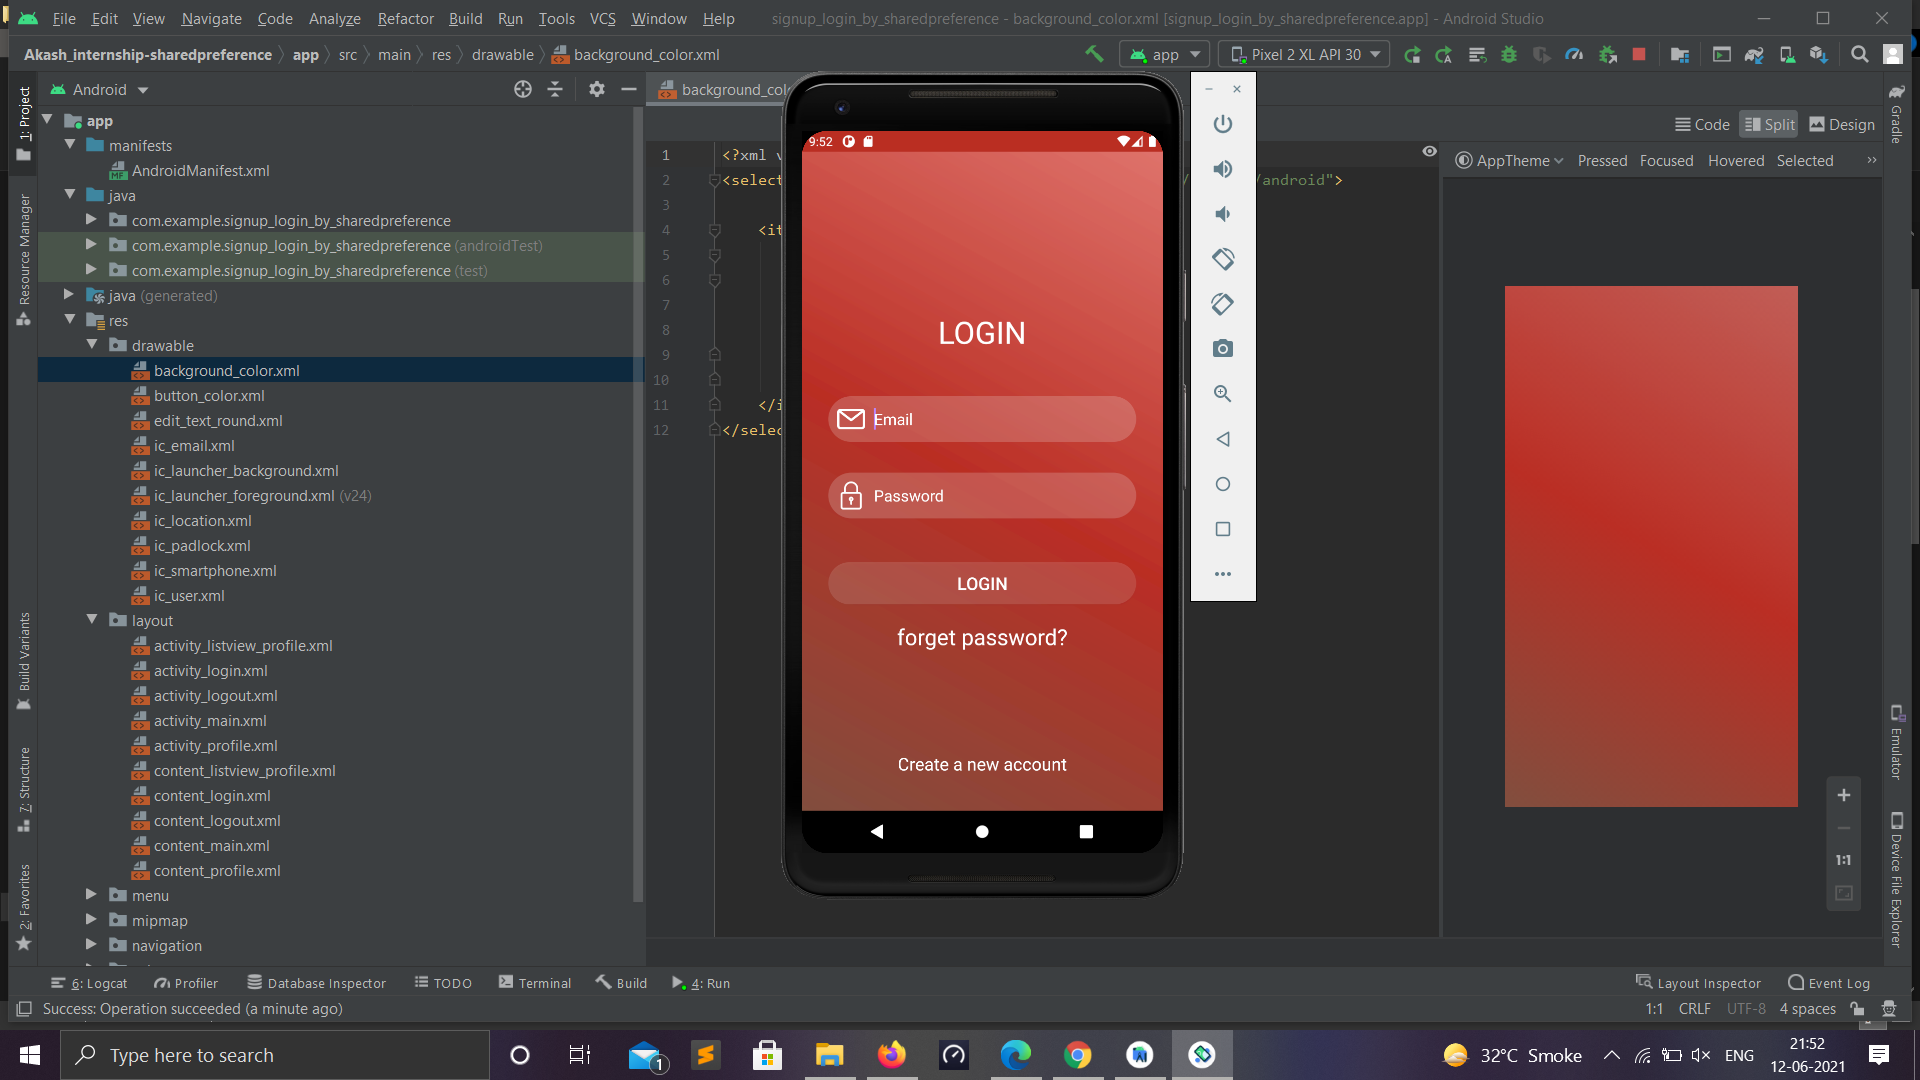 File Edit View Navigate Code Analyze Refactor Build Run Tools VCS Window Help signup_login_by_sharedpreference - background_color.xml [signup_login_by_sharedpreference.app] - Android Studio
Akash_internship-sharedpreference app src main res drawable background_color.xml app Pixel 2 XL API 30
1: Project
Resource Manager
Build Variants
7: Structure
2: Favorites
Android
app
manifests
AndroidManifest.xml
java
com.example.signup_login_by_sharedpreference
com.example.signup_login_by_sharedpreference (androidTest)
com.example.signup_login_by_sharedpreference (test)
java (generated)
res
drawable
background_color.xml
button_color.xml
edit_text_round.xml
ic_email.xml
ic_launcher_background.xml
ic_launcher_foreground.xml (v24)
ic_location.xml
ic_padlock.xml
ic_smartphone.xml
ic_user.xml
layout
activity_listview_profile.xml
activity_login.xml
activity_logout.xml
activity_main.xml
activity_profile.xml
content_listview_profile.xml
content_login.xml
content_logout.xml
content_main.xml
content_profile.xml
menu
mipmap
navigation
background_col
1 <?xml v
2 <select /android">
3
4 <it
5
6
7
8
9
10
11 </i
12 </selec
9:52
LOGIN
Email
Password
LOGIN
forget password?
Create a new account
Code Split Design
AppTheme Pressed Focused Hovered Selected
1:1
Gradle
Emulator
Device File Explorer
6: Logcat Profiler Database Inspector TODO Terminal Build 4: Run Layout Inspector Event Log
Success: Operation succeeded (a minute ago) 1:1 CRLF UTF-8 4 spaces
Type here to search 1 32°C Smoke ENG 21:52
12-06-2021